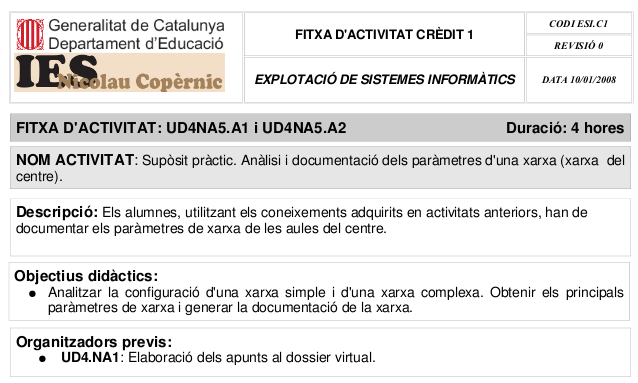 Generalitat de Catalunya
Departament d'Educació
IES
Nicolau Copèrnic
FITXA D'ACTIVITAT CRÈDIT 1
EXPLOTACIÓ DE SISTEMES INFORMÀTICS
CODI ESI.C1
REVISIÓ 0
DATA 10/01/2008
FITXA D'ACTIVITAT: UD4NA5.A1 i UD4NA5.A2 Duració: 4 hores
NOM ACTIVITAT: Supòsit pràctic. Anàlisi i documentació dels paràmetres d'una xarxa (xarxa del
centre).
Descripció: Els alumnes, utilitzant els coneixements adquirits en activitats anteriors, han de
documentar els paràmetres de xarxa de les aules del centre.
Objectius didàctics:
● Analitzar la configuració d'una xarxa simple i d'una xarxa complexa. Obtenir els principals
paràmetres de xarxa i generar la documentació de la xarxa.
Organitzadors previs:
● UD4.NA1: Elaboració dels apunts al dossier virtual.